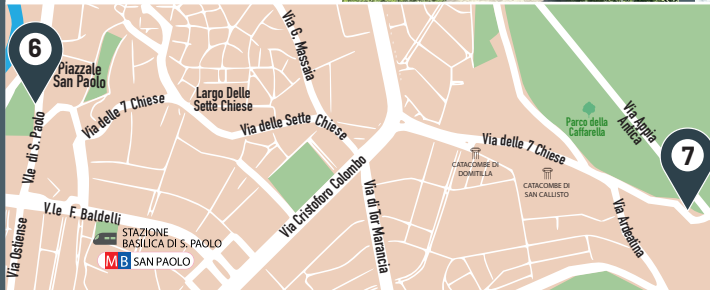 6
Piazzale
San Paolo
V.le di S. Paolo
Via delle 7 Chiese
Largo Delle
Sette Chiese
Via G. Massaia
Via delle Sette Chiese
Via Cristoforo Colombo
Via di Tor Marancia
Via delle 7 Chiese
CATACOMBE DI
DOMITILLA
CATACOMBE DI
SAN CALLISTO
Parco della
Caffarella
Via Appia
Antica
7
Via Ardeatina
V.le F. Baldelli
Via Ostiense
STAZIONE
BASILICA DI S. PAOLO
M B SAN PAOLO